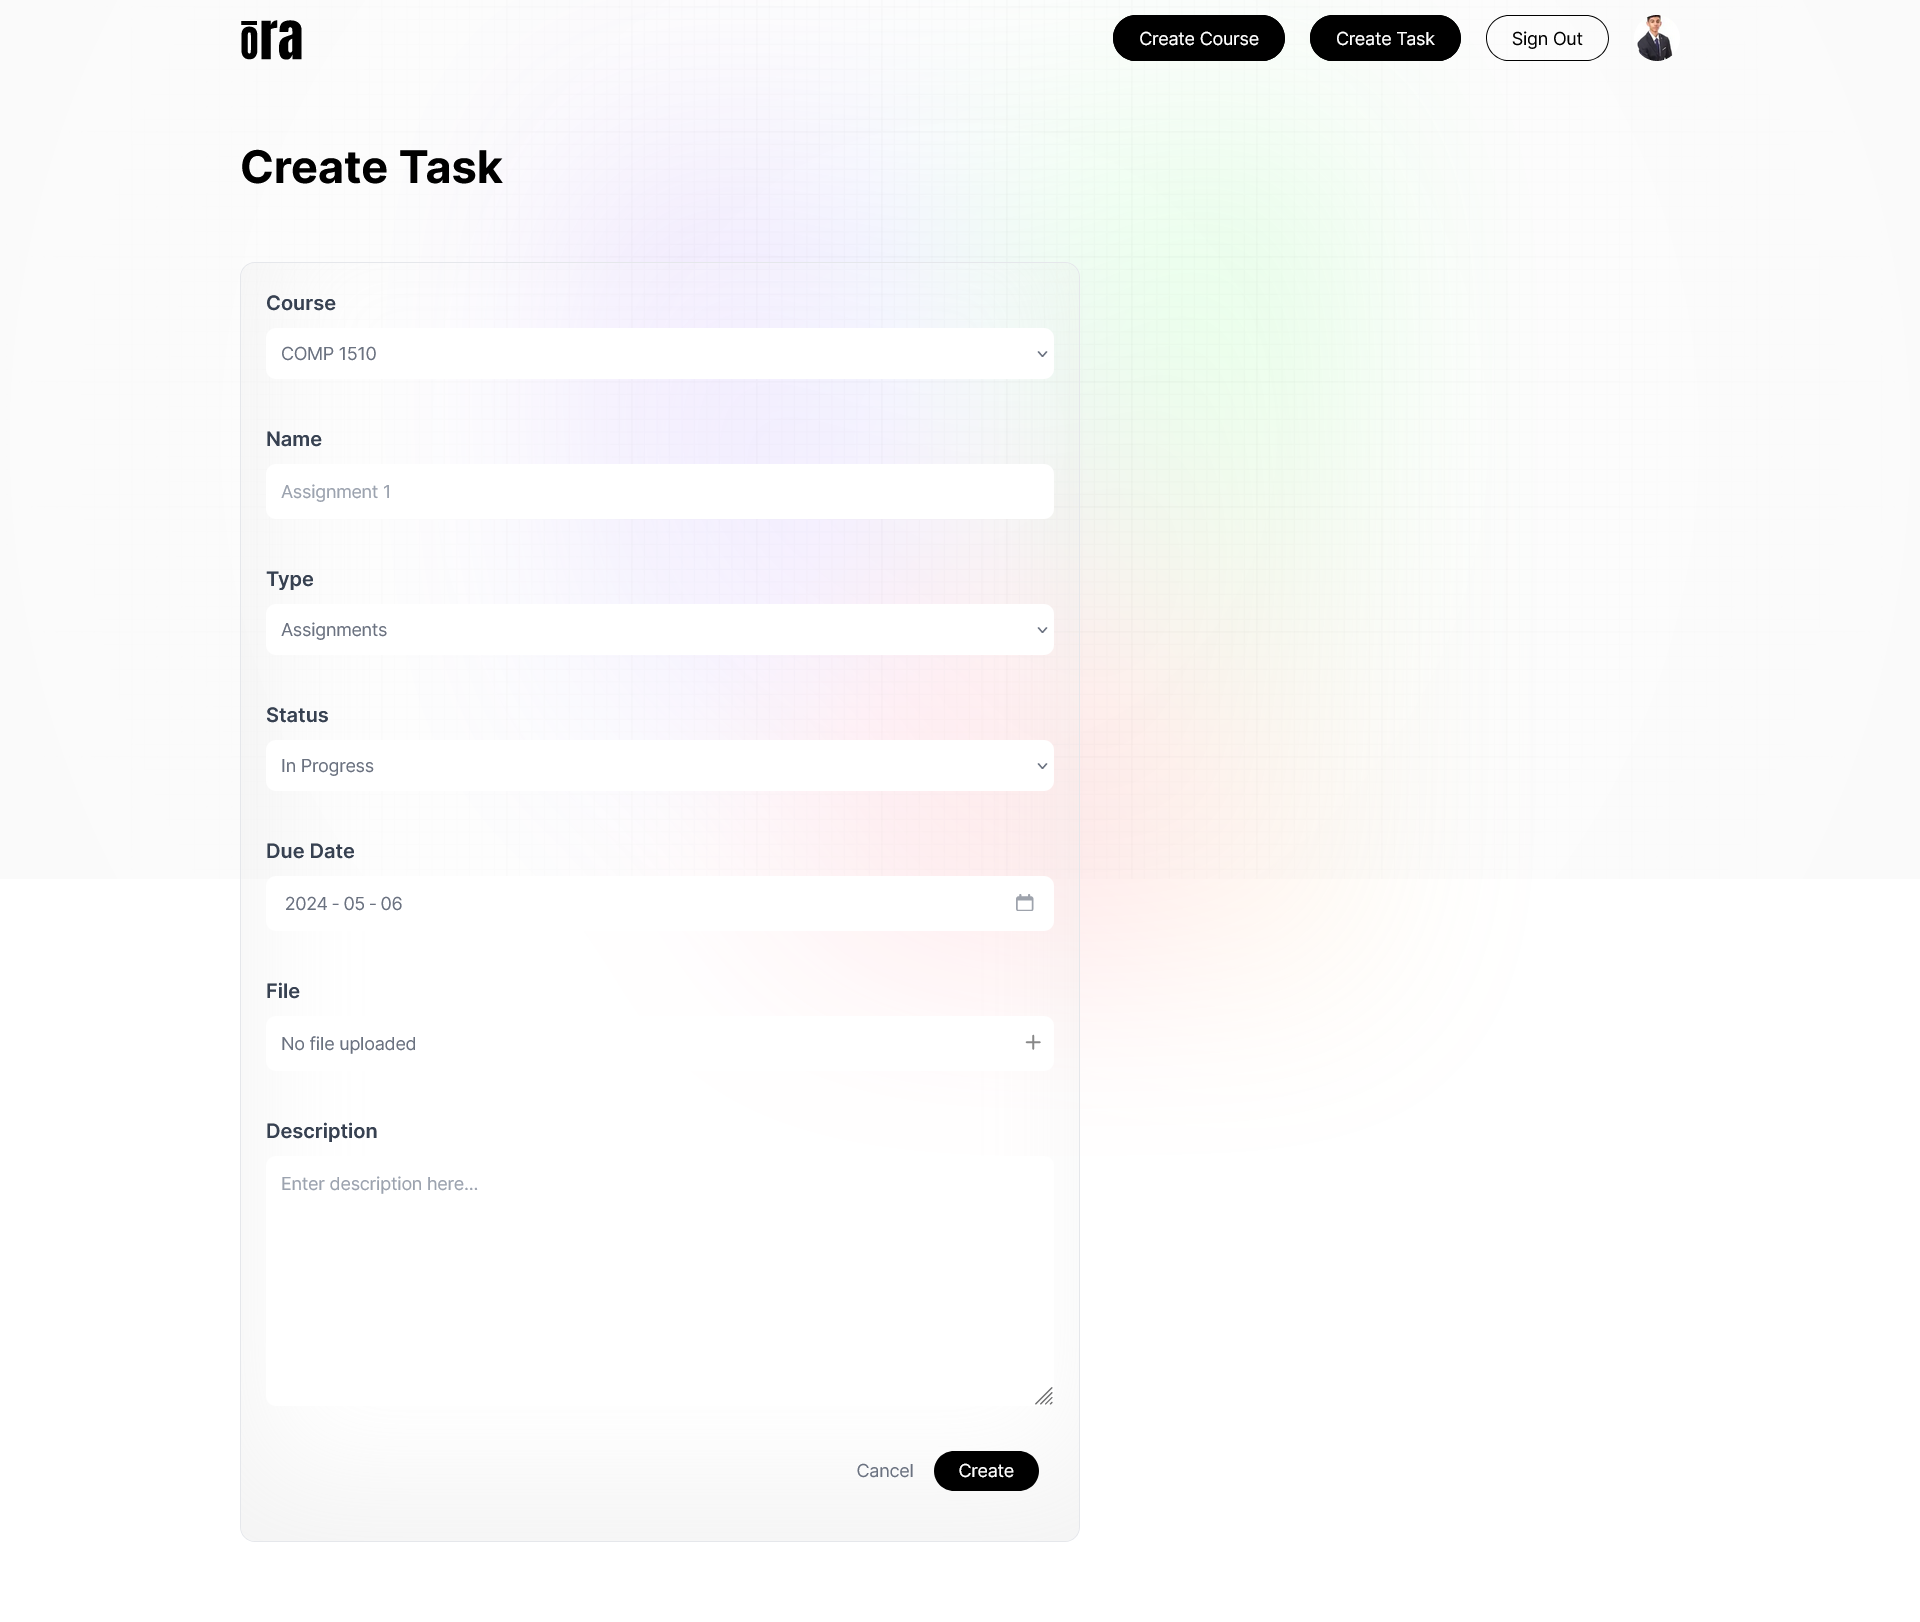 ōra
Create Course
Create Task
Sign Out
Create Task
Course
COMP 1510
Name
Assignment 1
Type
Assignments
Status
In Progress
Due Date
2024 - 05 - 06
File
No file uploaded
Description
Enter description here...
Cancel
Create